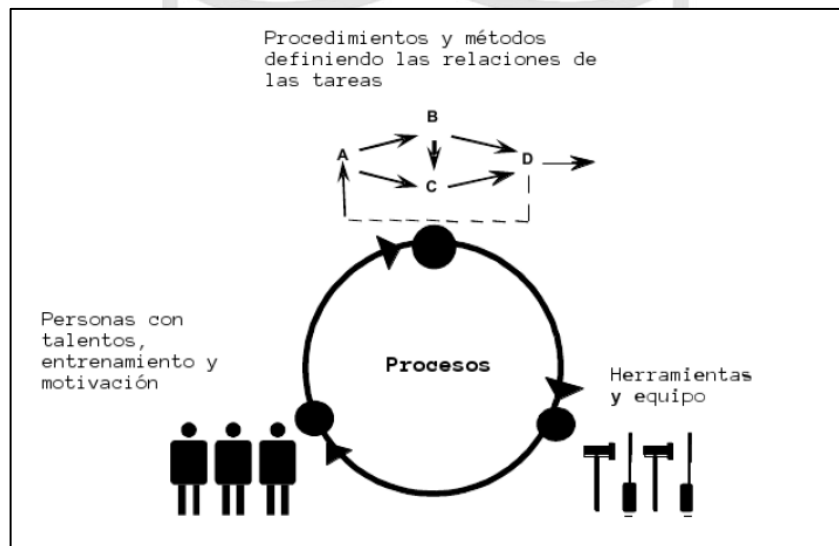 Procedimientos y métodos
definiendo las relaciones de
las tareas
B
A
D
C
Personas con
talentos,
entrenamiento y
motivación
Procesos
Herramientas
y equipo